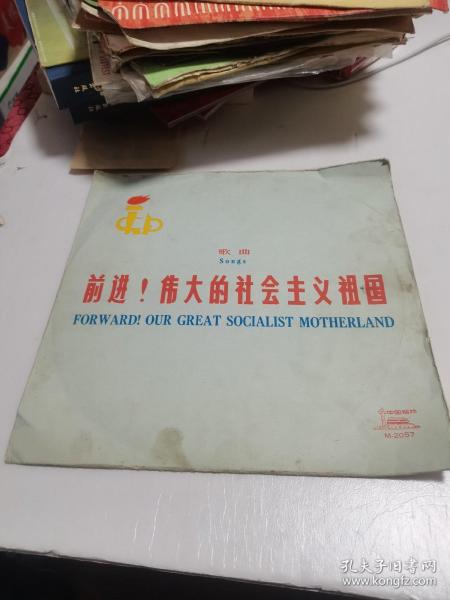 歌曲
Songs
前进！伟大的社会主义祖国
FORWARD! OUR GREAT SOCIALIST MOTHERLAND
中国唱片
M-2057
孔夫子旧书网
www.kongfz.com